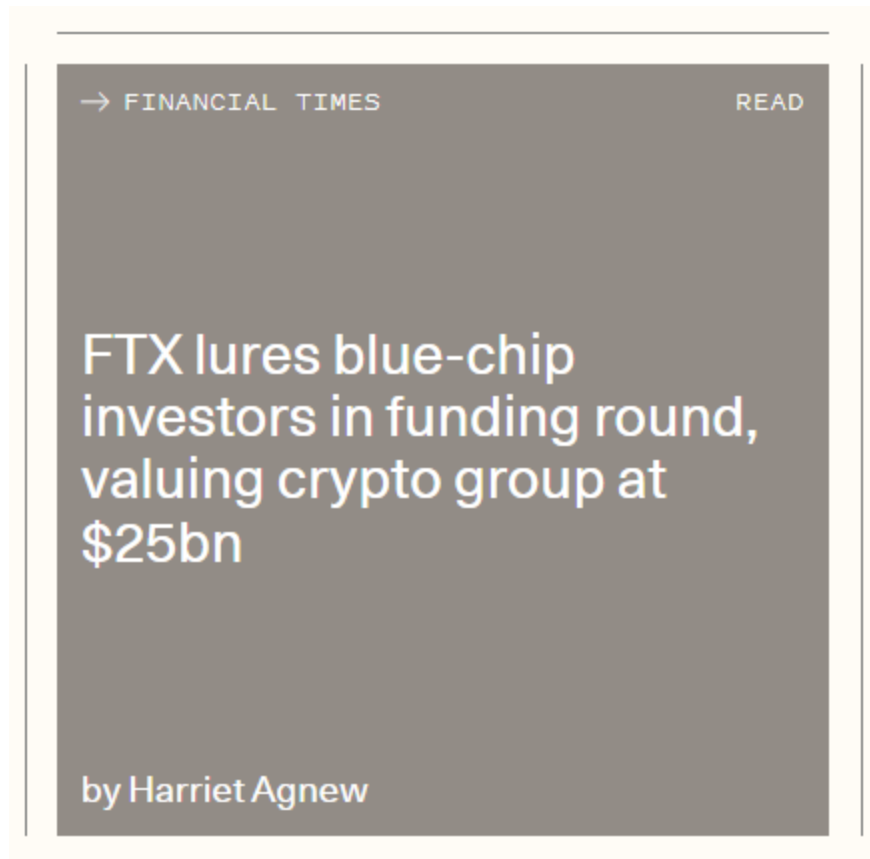 → FINANCIAL TIMES READ
FTX lures blue-chip
investors in funding round,
valuing crypto group at
$25bn
by Harriet Agnew